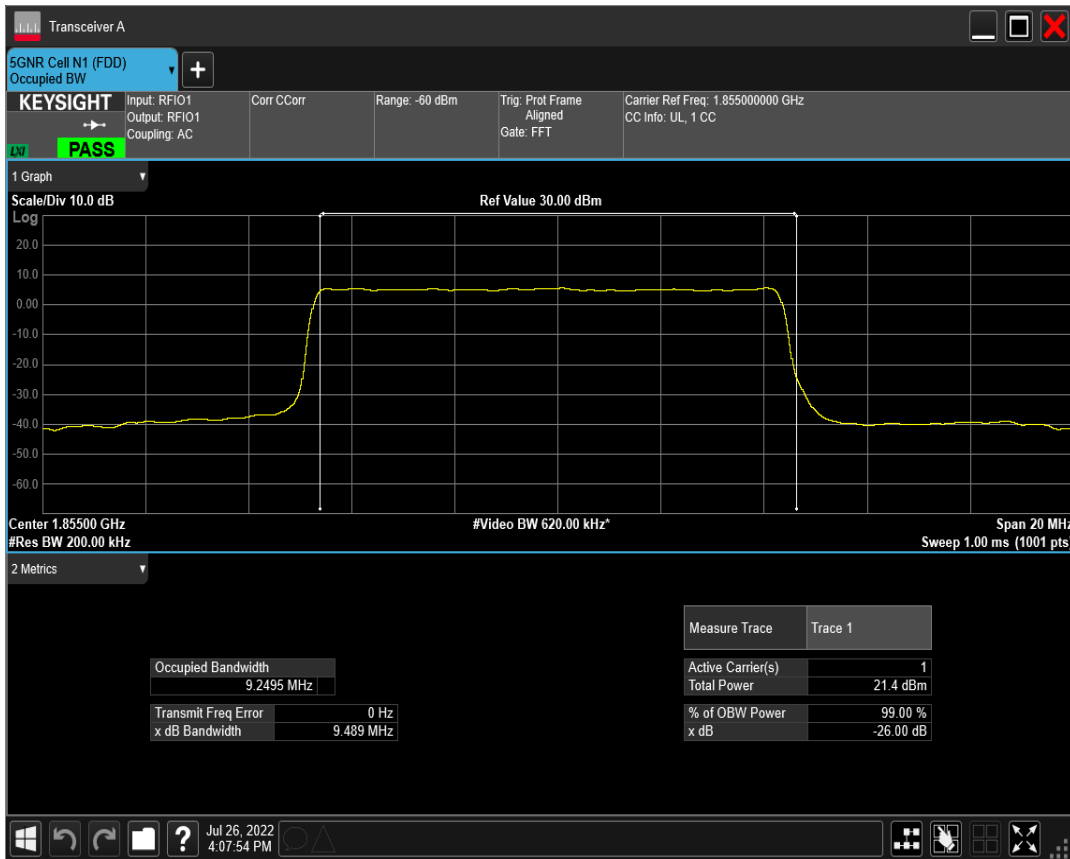 Transceiver A
5GNR Cell N1 (FDD)
Occupied BW
+
KEYSIGHT
LXI
PASS
Input: RFIO1
Output: RFIO1
Coupling: AC
Corr CCorr
Range: -60 dBm
Trig: Prot Frame
Aligned
Gate: FFT
Carrier Ref Freq: 1.855000000 GHz
CC Info: UL, 1 CC
1 Graph
Scale/Div 10.0 dB
Ref Value 30.00 dBm
Log
20.0
10.0
0.00
-10.0
-20.0
-30.0
-40.0
-50.0
-60.0
Center 1.85500 GHz
#Video BW 620.00 kHz*
Span 20 MHz
#Res BW 200.00 kHz
Sweep 1.00 ms (1001 pts)
2 Metrics
Measure Trace Trace 1
Occupied Bandwidth
9.2495 MHz
Active Carrier(s) 1
Total Power 21.4 dBm
Transmit Freq Error 0 Hz
x dB Bandwidth 9.489 MHz
% of OBW Power 99.00 %
x dB -26.00 dB
?
Jul 26, 2022
4:07:54 PM